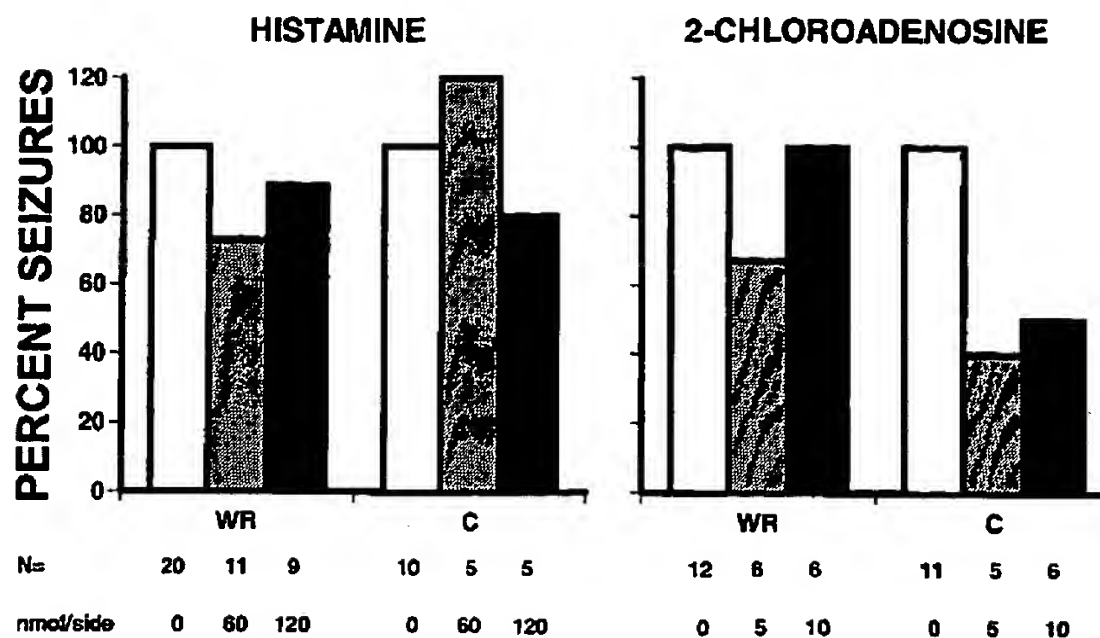 HISTAMINE 2-CHLOROADENOSINE
PERCENT SEIZURES
120
100
80
60
40
20
0
WR C WR C
N= 20 11 9 10 5 5 12 6 6 11 5 6
nmol/side 0 60 120 0 60 120 0 5 10 0 5 10